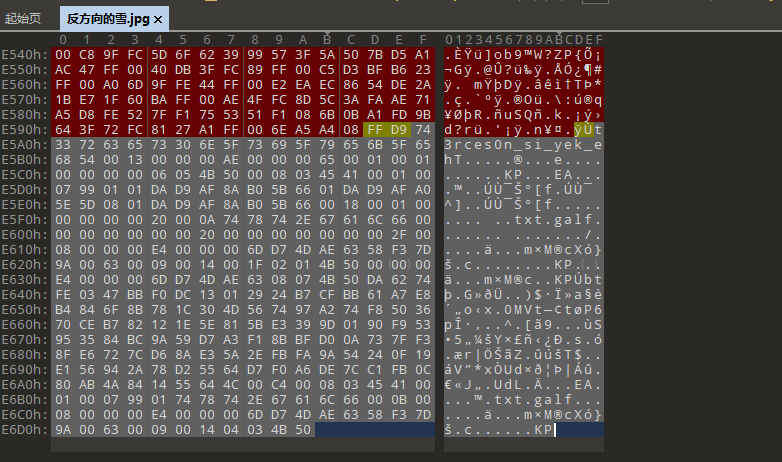 起始页 反方向的雪.jpg ×
0 1 2 3 4 5 6 7 8 9 A B C D E F 0123456789ABCDEF
E540h: 00 C8 9F FC 5D 6F 62 39 99 57 3F 5A 50 7B D5 A1 .ÈŸü]ob9™W?ZP{Õ¡
E550h: AC 47 FF 00 40 DB 3F FC 89 FF 00 C5 D3 BF B6 23 ¬Gÿ.@Û?ü‰ÿ.ÅÓ¿¶#
E560h: FF 00 A6 6D 9F FE 44 FF 00 E2 EA EC 86 54 DE 2A
E570h: 1B E7 1F 60 BA FF 00 AE 4F FC 8D 5C 3A FA AE 71 .ç.`ºÿ.®Oü.\:ú®q
E580h: A5 D8 FE 52 7F F1 75 53 51 F1 08 6B 0B A1 FD 9B
E590h: 64 3F 72 FC 81 27 A1 FF 00 6E A5 A4 08 FF D9 74
E5A0h: 33 72 63 65 73 30 6E 5F 73 69 5F 79 65 6B 5F 65 3rces0n_si_yek_e
E5B0h: 68 54 00 13 00 00 00 AE 00 00 00 65 00 01 00 01 hT.....®...e....
E5C0h: 00 00 00 00 06 05 4B 50 00 08 03 45 41 01 00 01 ......KP...EA...
E5D0h: 07 99 01 01 DA D9 AF 8A B0 5B 66 01 DA D9 AF A0 .™..ÚÙ¯Š°[f.ÚÙ¯
E5E0h: 5E 5D 08 01 DA D9 AF 8A B0 5B 66 00 18 00 01 00 ^]..ÚÙ¯Š°[f.....
E5F0h: 00 00 00 00 20 00 0A 74 78 74 2E 67 61 6C 66 00 .... ..txt.galf.
E600h: 00 00 00 00 00 00 20 00 00 00 00 00 00 00 2F 00 ...... ......./.
E610h: 08 00 00 00 E4 00 00 00 6D D7 4D AE 63 58 F3 7D ....ä...m×M®cXó}
E620h: 9A 00 63 00 09 00 14 00 1F 02 01 4B 50 00 00 00 š.c........KP...
E630h: E4 00 00 00 6D D7 4D AE 63 08 07 4B 50 DA 62 74
E640h: FE 03 47 BB F0 DC 13 01 29 24 B7 CF BB 61 A7 E8 þ.G»ðÜ..)$·Ï»a§è
E650h: B4 84 6F 8B 78 1C 30 4D 56 74 97 A2 74 F8 50 36 ´„o‹x.0MVt—¢tøP6
E660h: 70 CE B7 82 12 1E 5E 81 5B E3 39 9D 01 90 F9 53
E670h: 95 35 84 BC 9A 59 D7 A3 F1 8B BF D0 0A 73 7F F3
E680h: 8F E6 72 7C D6 8A E3 5A 2E FB FA 9A 54 24 0F 19 .ær|ÖŠãZ.ûúšT$..
E690h: E1 56 94 2A 78 D2 55 64 D7 F0 A6 DE 7C C1 FB 0C áV”*xÒUd×ð¦Þ|Áû.
E6A0h: 80 AB 4A 84 14 55 64 4C 00 C4 00 08 03 45 41 00 €«J„.UdL.Ä...EA.
E6B0h: 01 00 07 99 01 74 78 74 2E 67 61 6C 66 00 0B 00 ...™.txt.galf...
E6C0h: 08 00 00 00 E4 00 00 00 6D D7 4D AE 63 58 F3 7D ....ä...m×M®cXó}
E6D0h: 9A 00 63 00 09 00 14 04 03 4B 50 š.c......KP